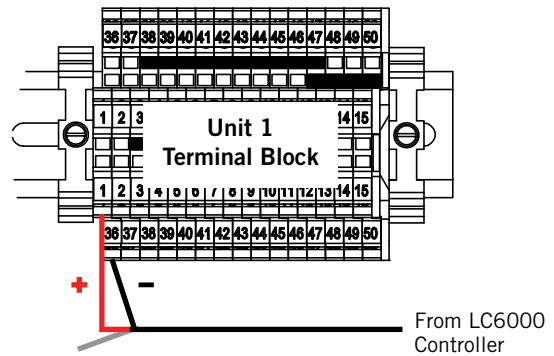 36 37 38 39 40 41 42 43 44 45 46 47 48 49 50
1 2 3 14 15
Unit 1
Terminal Block
1 2 3 4 5 6 7 8 9 10 11 12 13 14 15
36 37 38 39 40 41 42 43 44 45 46 47 48 49 50
+ –
From LC6000
Controller